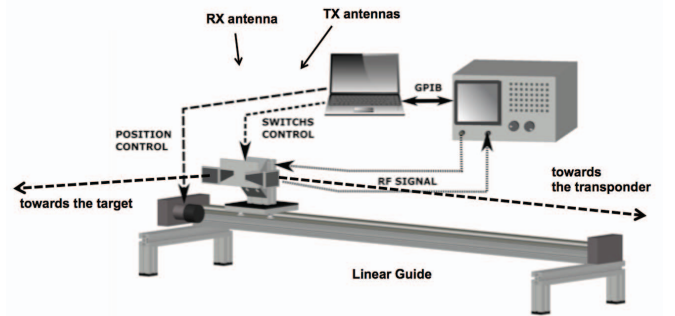 RX antenna
TX antennas
GPIB
POSITION
CONTROL
SWITCHS
CONTROL
RF SIGNAL
towards
the transponder
towards the target
Linear Guide